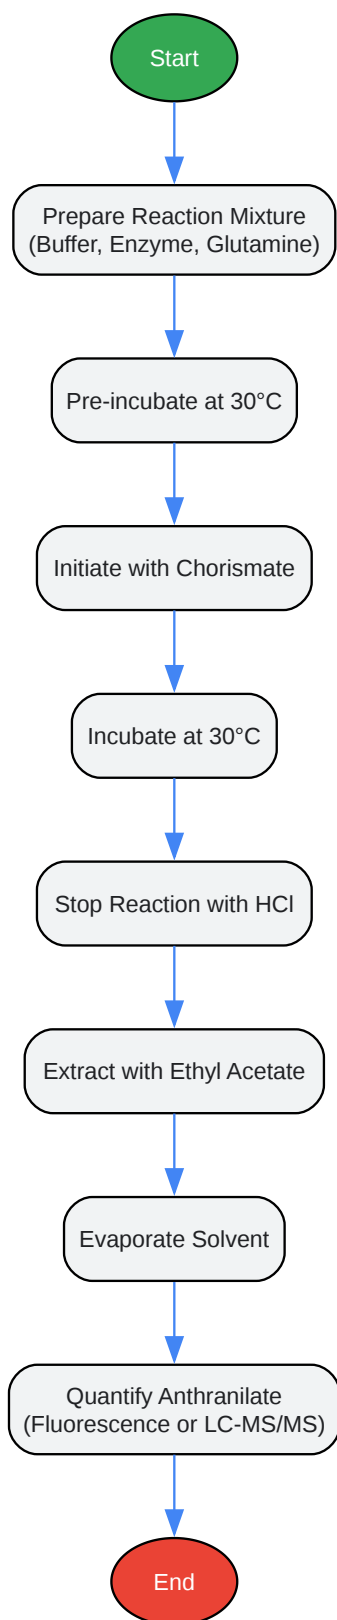 Start
Prepare Reaction Mixture
(Buffer, Enzyme, Glutamine)
Pre-incubate at 30°C
Initiate with Chorismate
Incubate at 30°C
Stop Reaction with HCl
Extract with Ethyl Acetate
Evaporate Solvent
Quantify Anthranilate
(Fluorescence or LC-MS/MS)
End